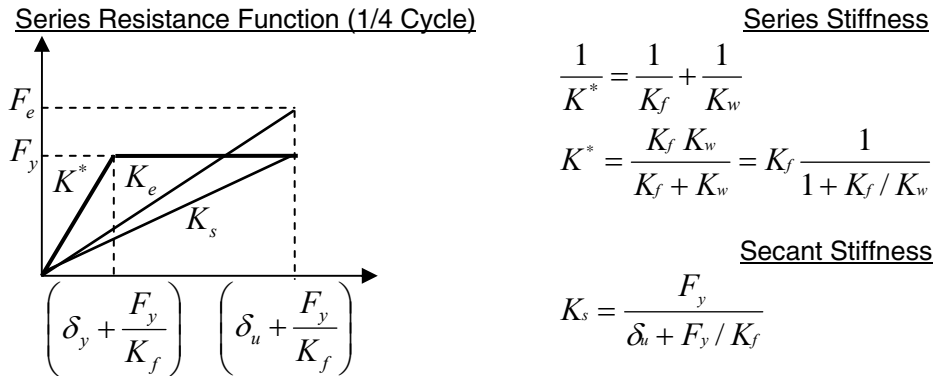 Series Resistance Function (1/4 Cycle)
F_e
F_y
K^*
K_e
K_s
(δ_y + F_y / K_f)
(δ_u + F_y / K_f)
Series Stiffness
1/K^* = 1/K_f + 1/K_w
K^* = K_f K_w / (K_f + K_w) = K_f 1 / (1 + K_f / K_w)
Secant Stiffness
K_s = F_y / (δ_u + F_y / K_f)